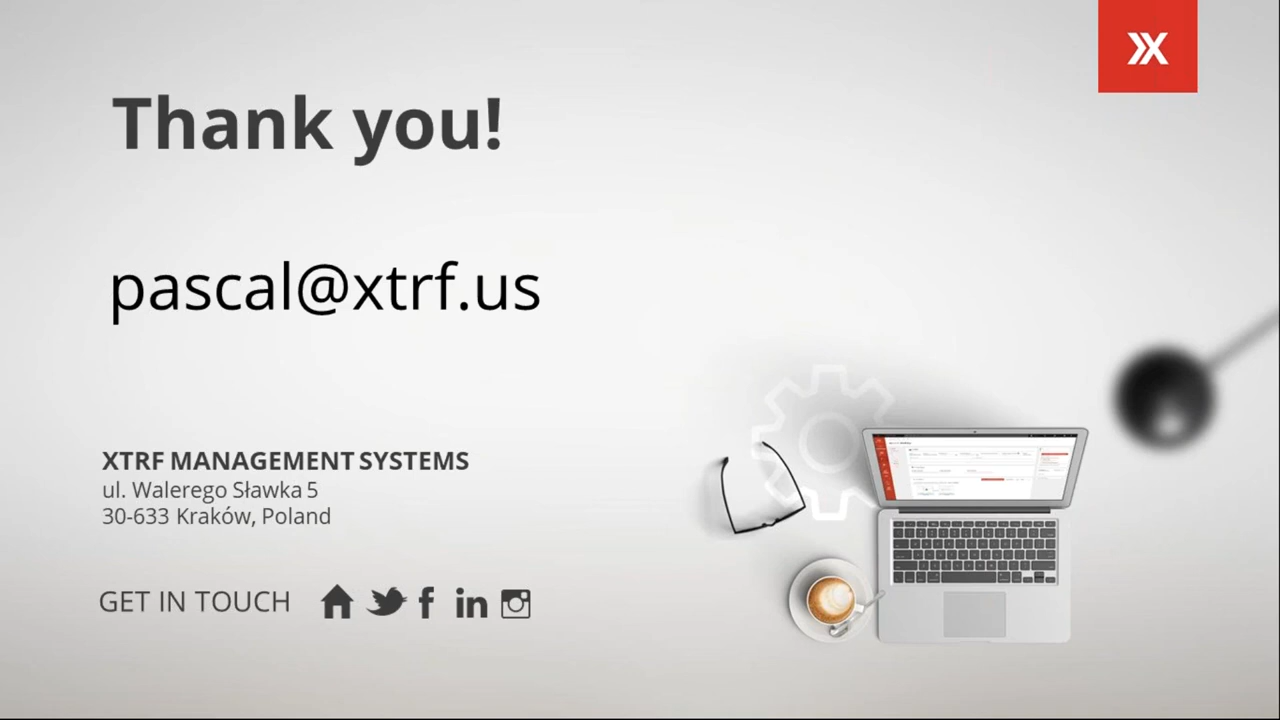 Thank you!
pascal@xtrf.us
XTRF MANAGEMENT SYSTEMS
ul. Walerego Sławka 5
30-633 Kraków, Poland
GET IN TOUCH